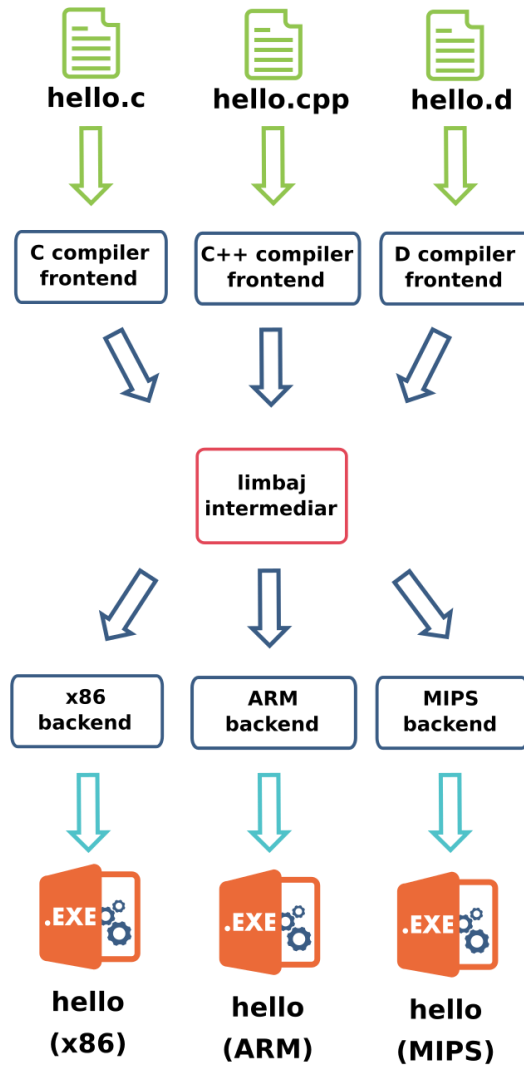 hello.c
hello.cpp
hello.d
C compiler
frontend
C++ compiler
frontend
D compiler
frontend
limbaj
intermediar
x86
backend
ARM
backend
MIPS
backend
.EXE
.EXE
.EXE
hello
(x86)
hello
(ARM)
hello
(MIPS)